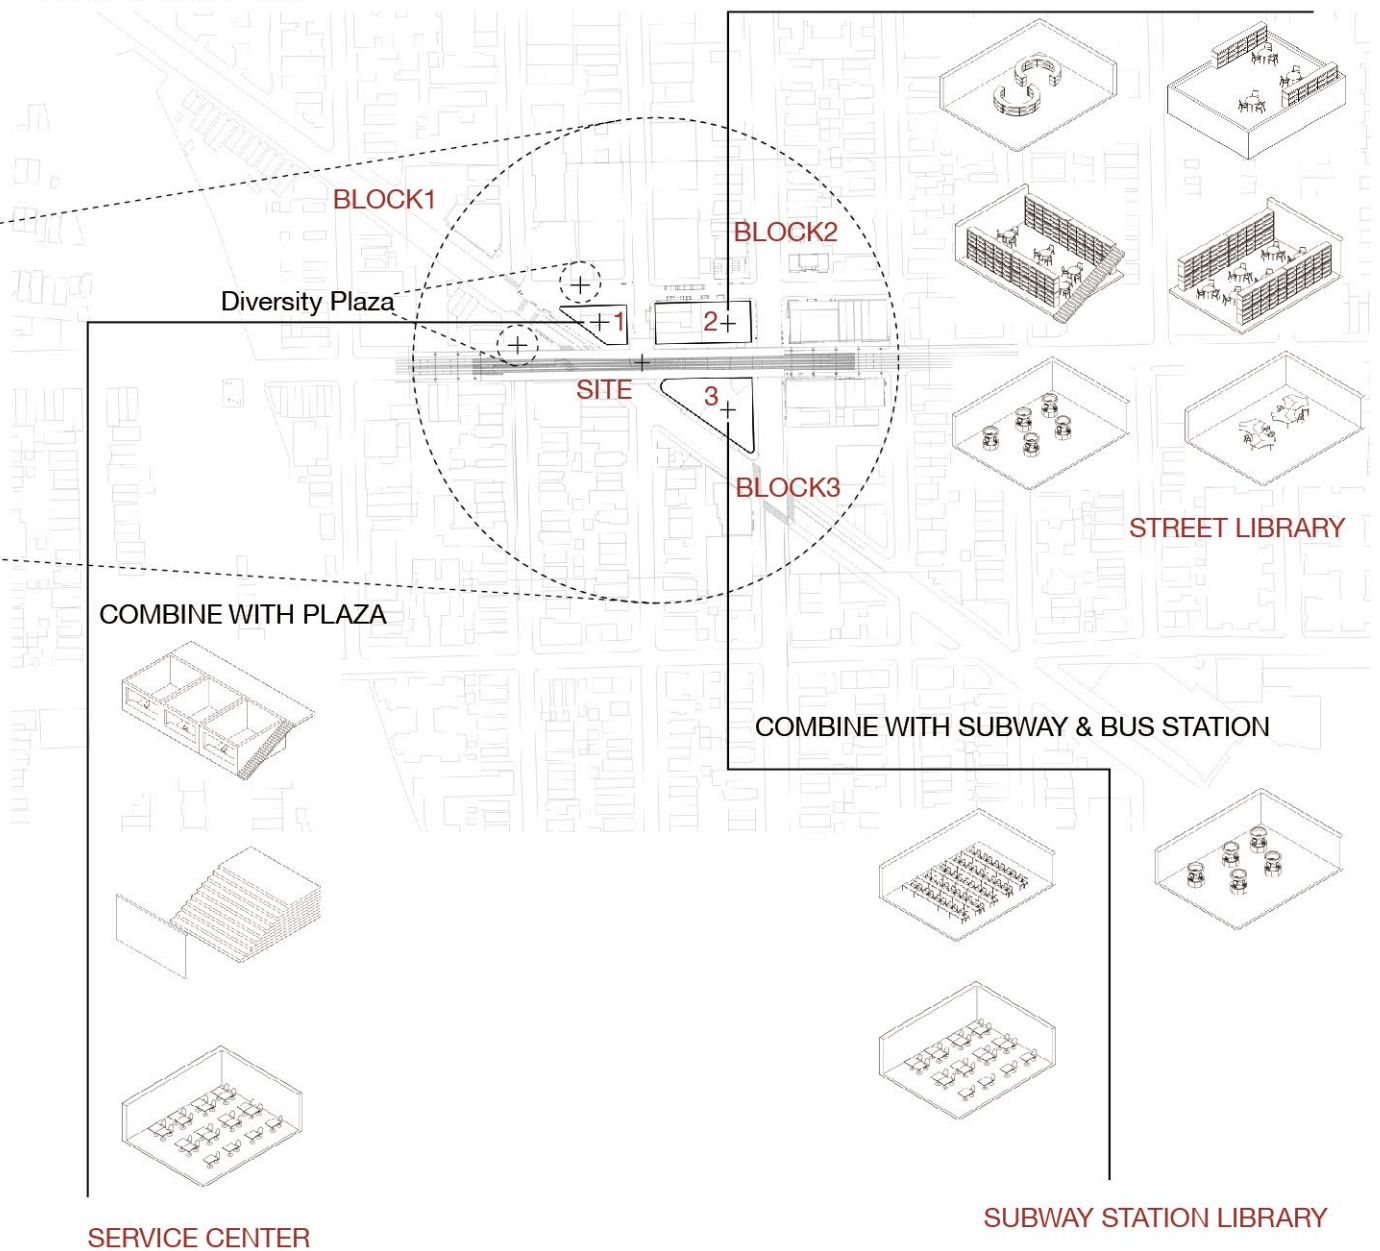 BLOCK1
BLOCK2
Diversity Plaza
1
2
SITE
3
BLOCK3
STREET LIBRARY
COMBINE WITH PLAZA
COMBINE WITH SUBWAY & BUS STATION
SUBWAY STATION LIBRARY
SERVICE CENTER